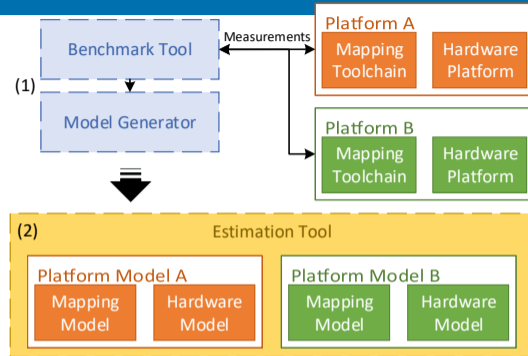 Platform A
Benchmark Tool
Measurements
Mapping
Toolchain
Hardware
Platform
(1)
Model Generator
Platform B
Mapping
Toolchain
Hardware
Platform
(2)
Estimation Tool
Platform Model A
Mapping
Model
Hardware
Model
Platform Model B
Mapping
Model
Hardware
Model